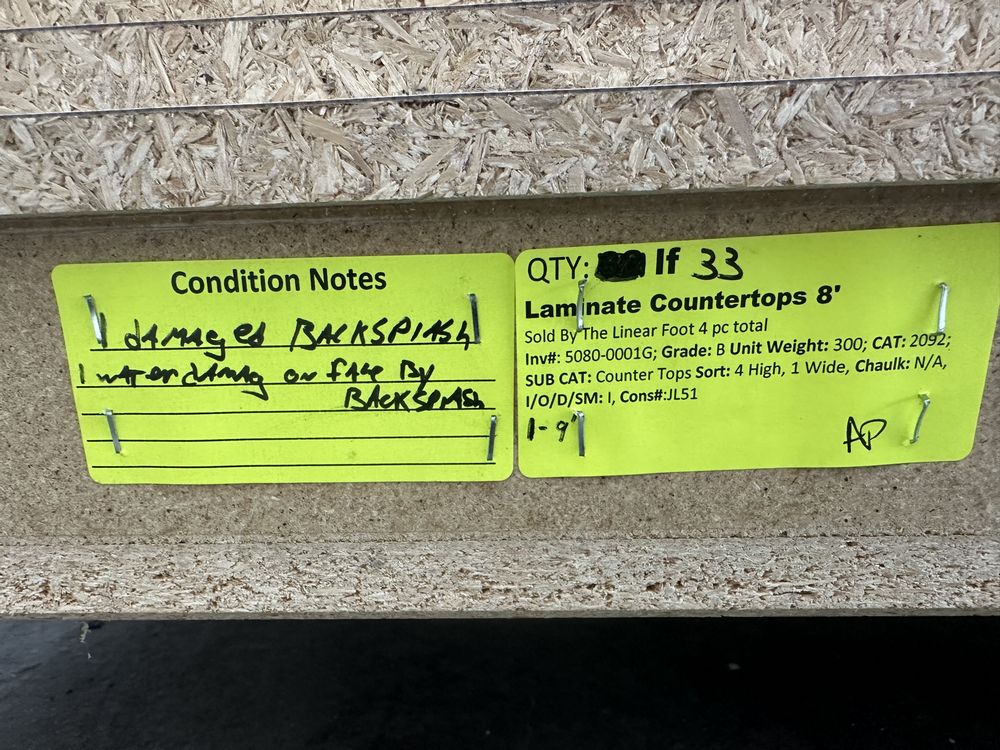 Condition Notes
1 damaged BACKSPlASh
1 water damag on face By
BACKSPlASh
QTY: lf 33
Laminate Countertops 8'
Sold By The Linear Foot 4 pc total
Inv#: 5080-0001G; Grade: B Unit Weight: 300; CAT: 2092;
SUB CAT: Counter Tops Sort: 4 High, 1 Wide, Chaulk: N/A,
I/O/D/SM: I, Cons#:JL51
1- 9'
AP